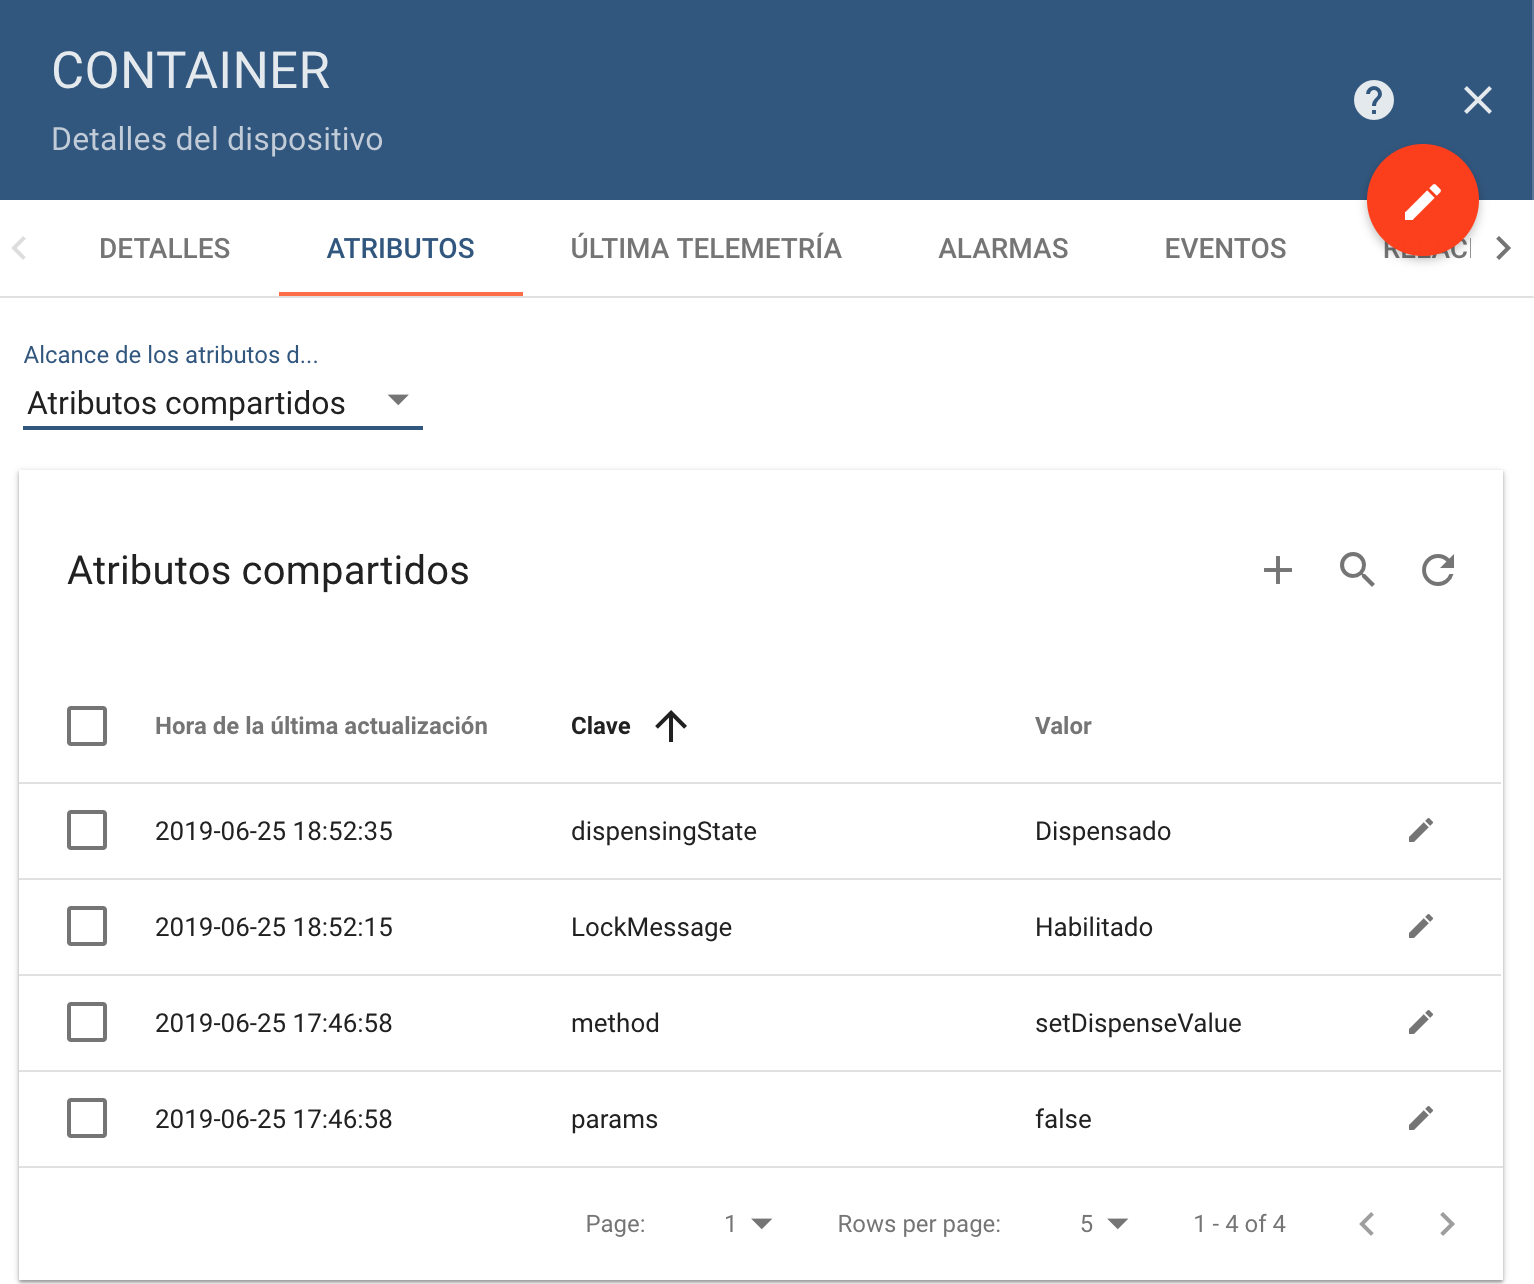 CONTAINER
Detalles del dispositivo
DETALLES ATRIBUTOS ÚLTIMA TELEMETRÍA ALARMAS EVENTOS
Alcance de los atributos d...
Atributos compartidos
Atributos compartidos
Hora de la última actualización Clave Valor
2019-06-25 18:52:35 dispensingState Dispensado
2019-06-25 18:52:15 LockMessage Habilitado
2019-06-25 17:46:58 method setDispenseValue
2019-06-25 17:46:58 params false
Page: 1 Rows per page: 5 1 - 4 of 4